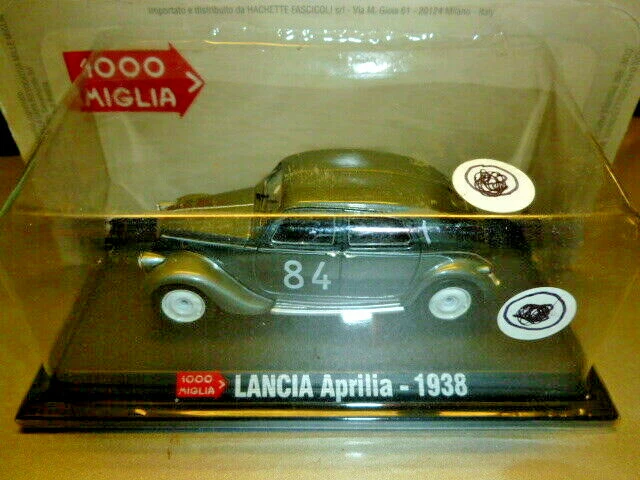 Importato e distribuito da HACHETTE FASCICOLI srl - Via M. Gioia 61 - 20124 Milano - Italy
1000
MIGLIA
84
1000
MIGLIA
LANCIA Aprilia - 1938